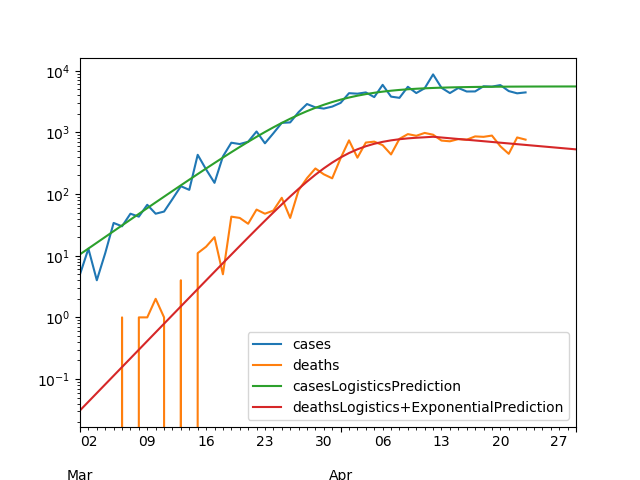 10⁴
10³
10²
10¹
10⁰
10⁻¹
cases
deaths
casesLogisticsPrediction
deathsLogistics+ExponentialPrediction
02 09 16 23 30 06 13 20 27
Mar Apr